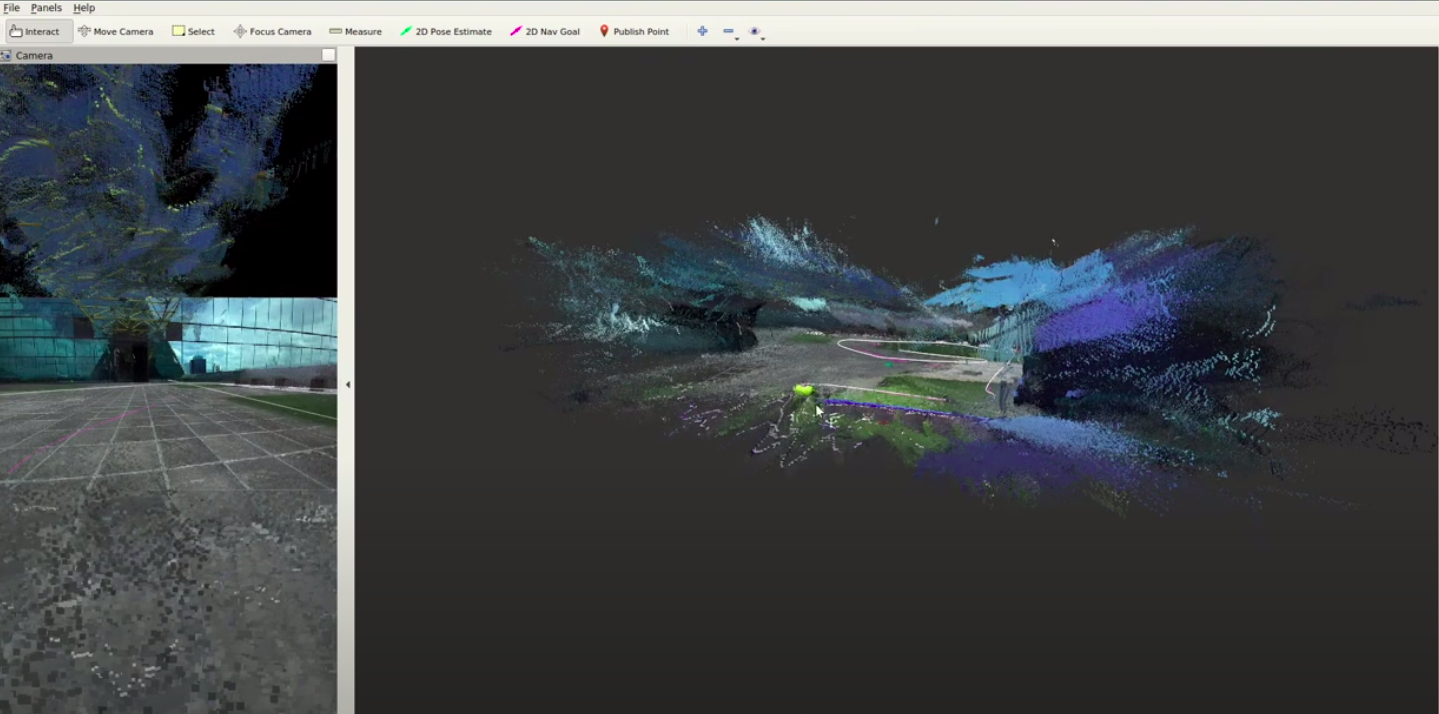 File Panels Help
Interact Move Camera Select Focus Camera Measure 2D Pose Estimate 2D Nav Goal Publish Point
Camera